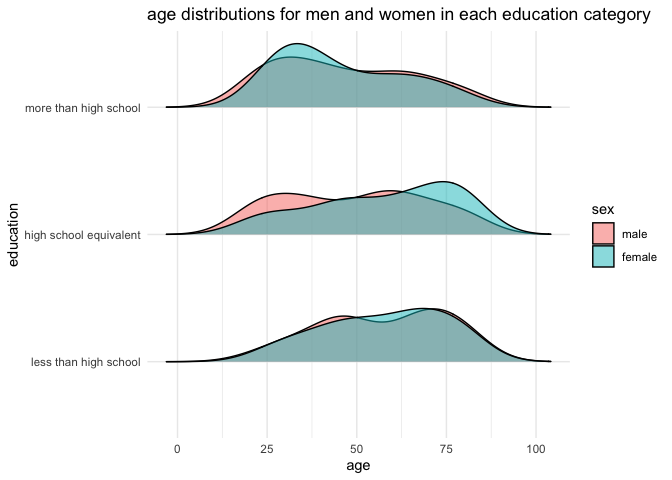 age distributions for men and women in each education category
more than high school
high school equivalent
less than high school
education
0 25 50 75 100
age
sex
male
female